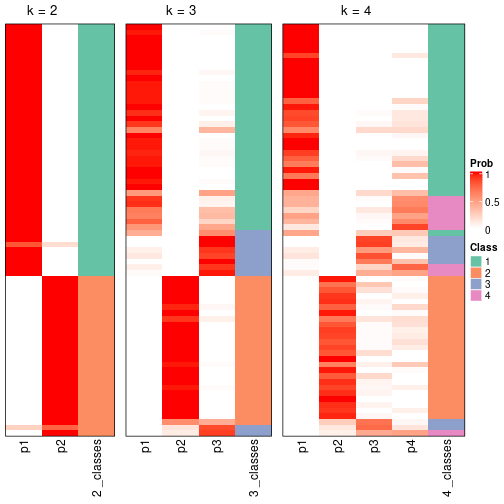 k = 2
k = 3
k = 4
Prob
1
0.5
0
Class
1
2
3
4
p1
p2
2_classes
p1
p2
p3
3_classes
p1
p2
p3
p4
4_classes